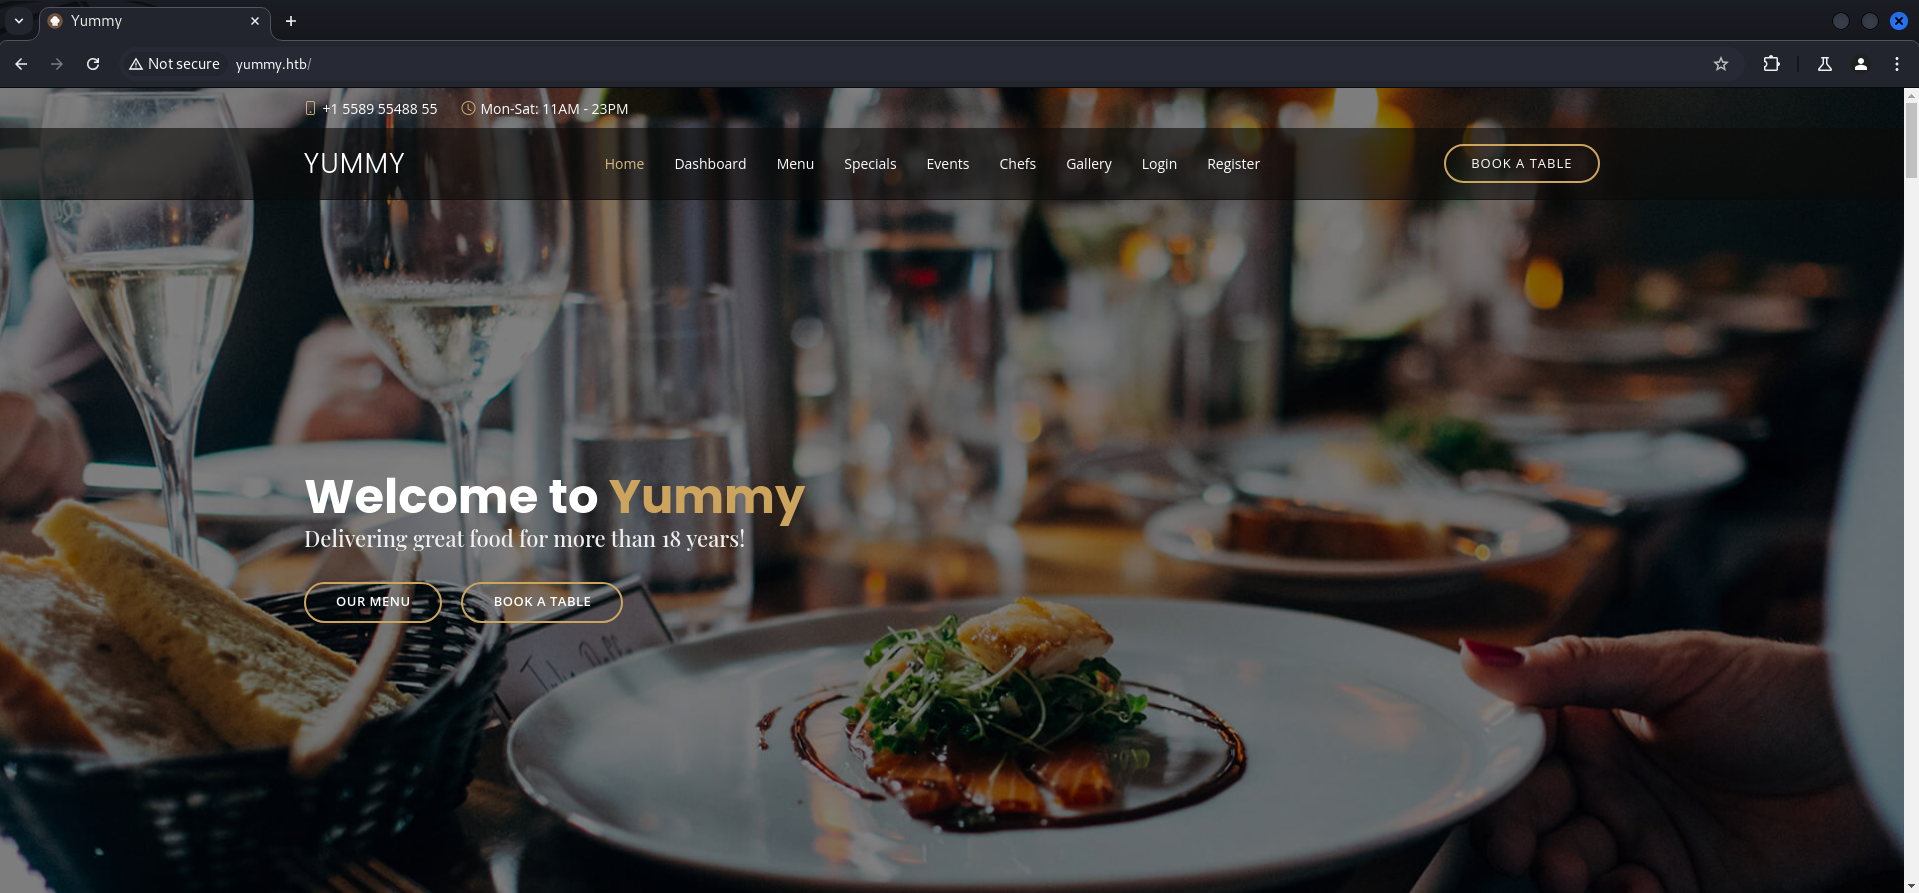 Yummy
Not secure yummy.htb/
+1 5589 55488 55 Mon-Sat: 11AM - 23PM
YUMMY Home Dashboard Menu Specials Events Chefs Gallery Login Register BOOK A TABLE
Welcome to Yummy
Delivering great food for more than 18 years!
OUR MENU BOOK A TABLE